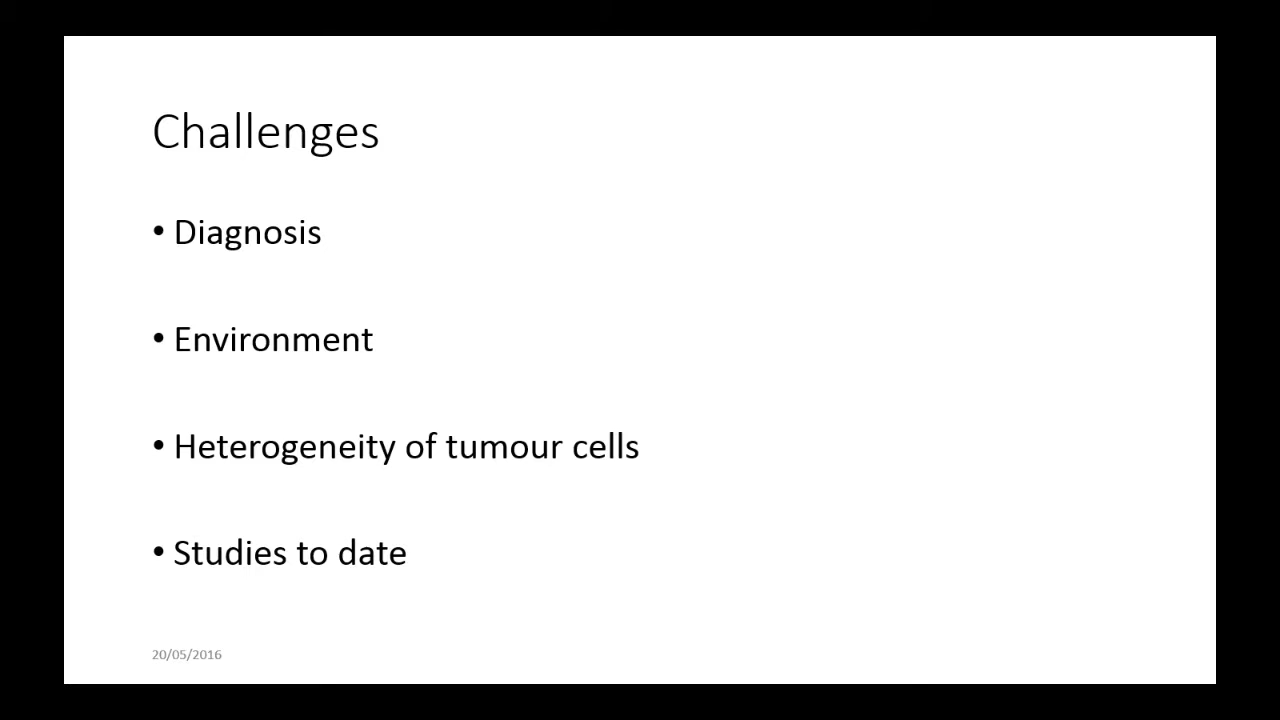 Challenges
• Diagnosis
• Environment
• Heterogeneity of tumour cells
• Studies to date
20/05/2016